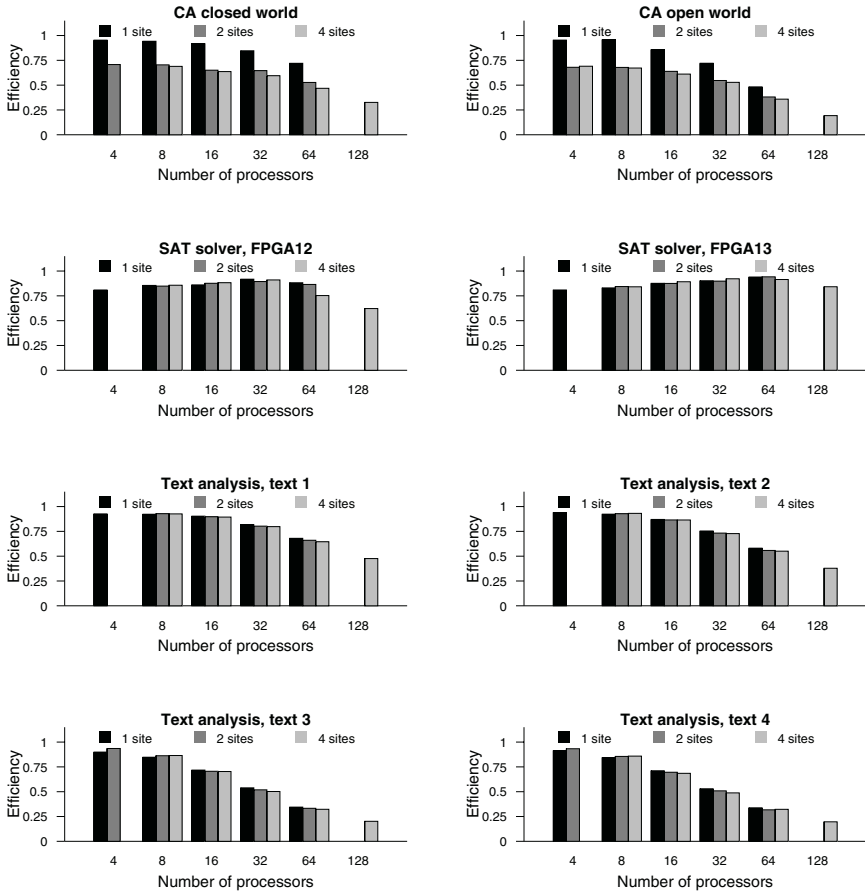 CA closed world
1 site 2 sites 4 sites
1
0.75
0.5
0.25
0
Efficiency
4 8 16 32 64 128
Number of processors
CA open world
1 site 2 sites 4 sites
1
0.75
0.5
0.25
0
Efficiency
4 8 16 32 64 128
Number of processors
SAT solver, FPGA12
1 site 2 sites 4 sites
1
0.75
0.5
0.25
0
Efficiency
4 8 16 32 64 128
Number of processors
SAT solver, FPGA13
1 site 2 sites 4 sites
1
0.75
0.5
0.25
0
Efficiency
4 8 16 32 64 128
Number of processors
Text analysis, text 1
1 site 2 sites 4 sites
1
0.75
0.5
0.25
0
Efficiency
4 8 16 32 64 128
Number of processors
Text analysis, text 2
1 site 2 sites 4 sites
1
0.75
0.5
0.25
0
Efficiency
4 8 16 32 64 128
Number of processors
Text analysis, text 3
1 site 2 sites 4 sites
1
0.75
0.5
0.25
0
Efficiency
4 8 16 32 64 128
Number of processors
Text analysis, text 4
1 site 2 sites 4 sites
1
0.75
0.5
0.25
0
Efficiency
4 8 16 32 64 128
Number of processors